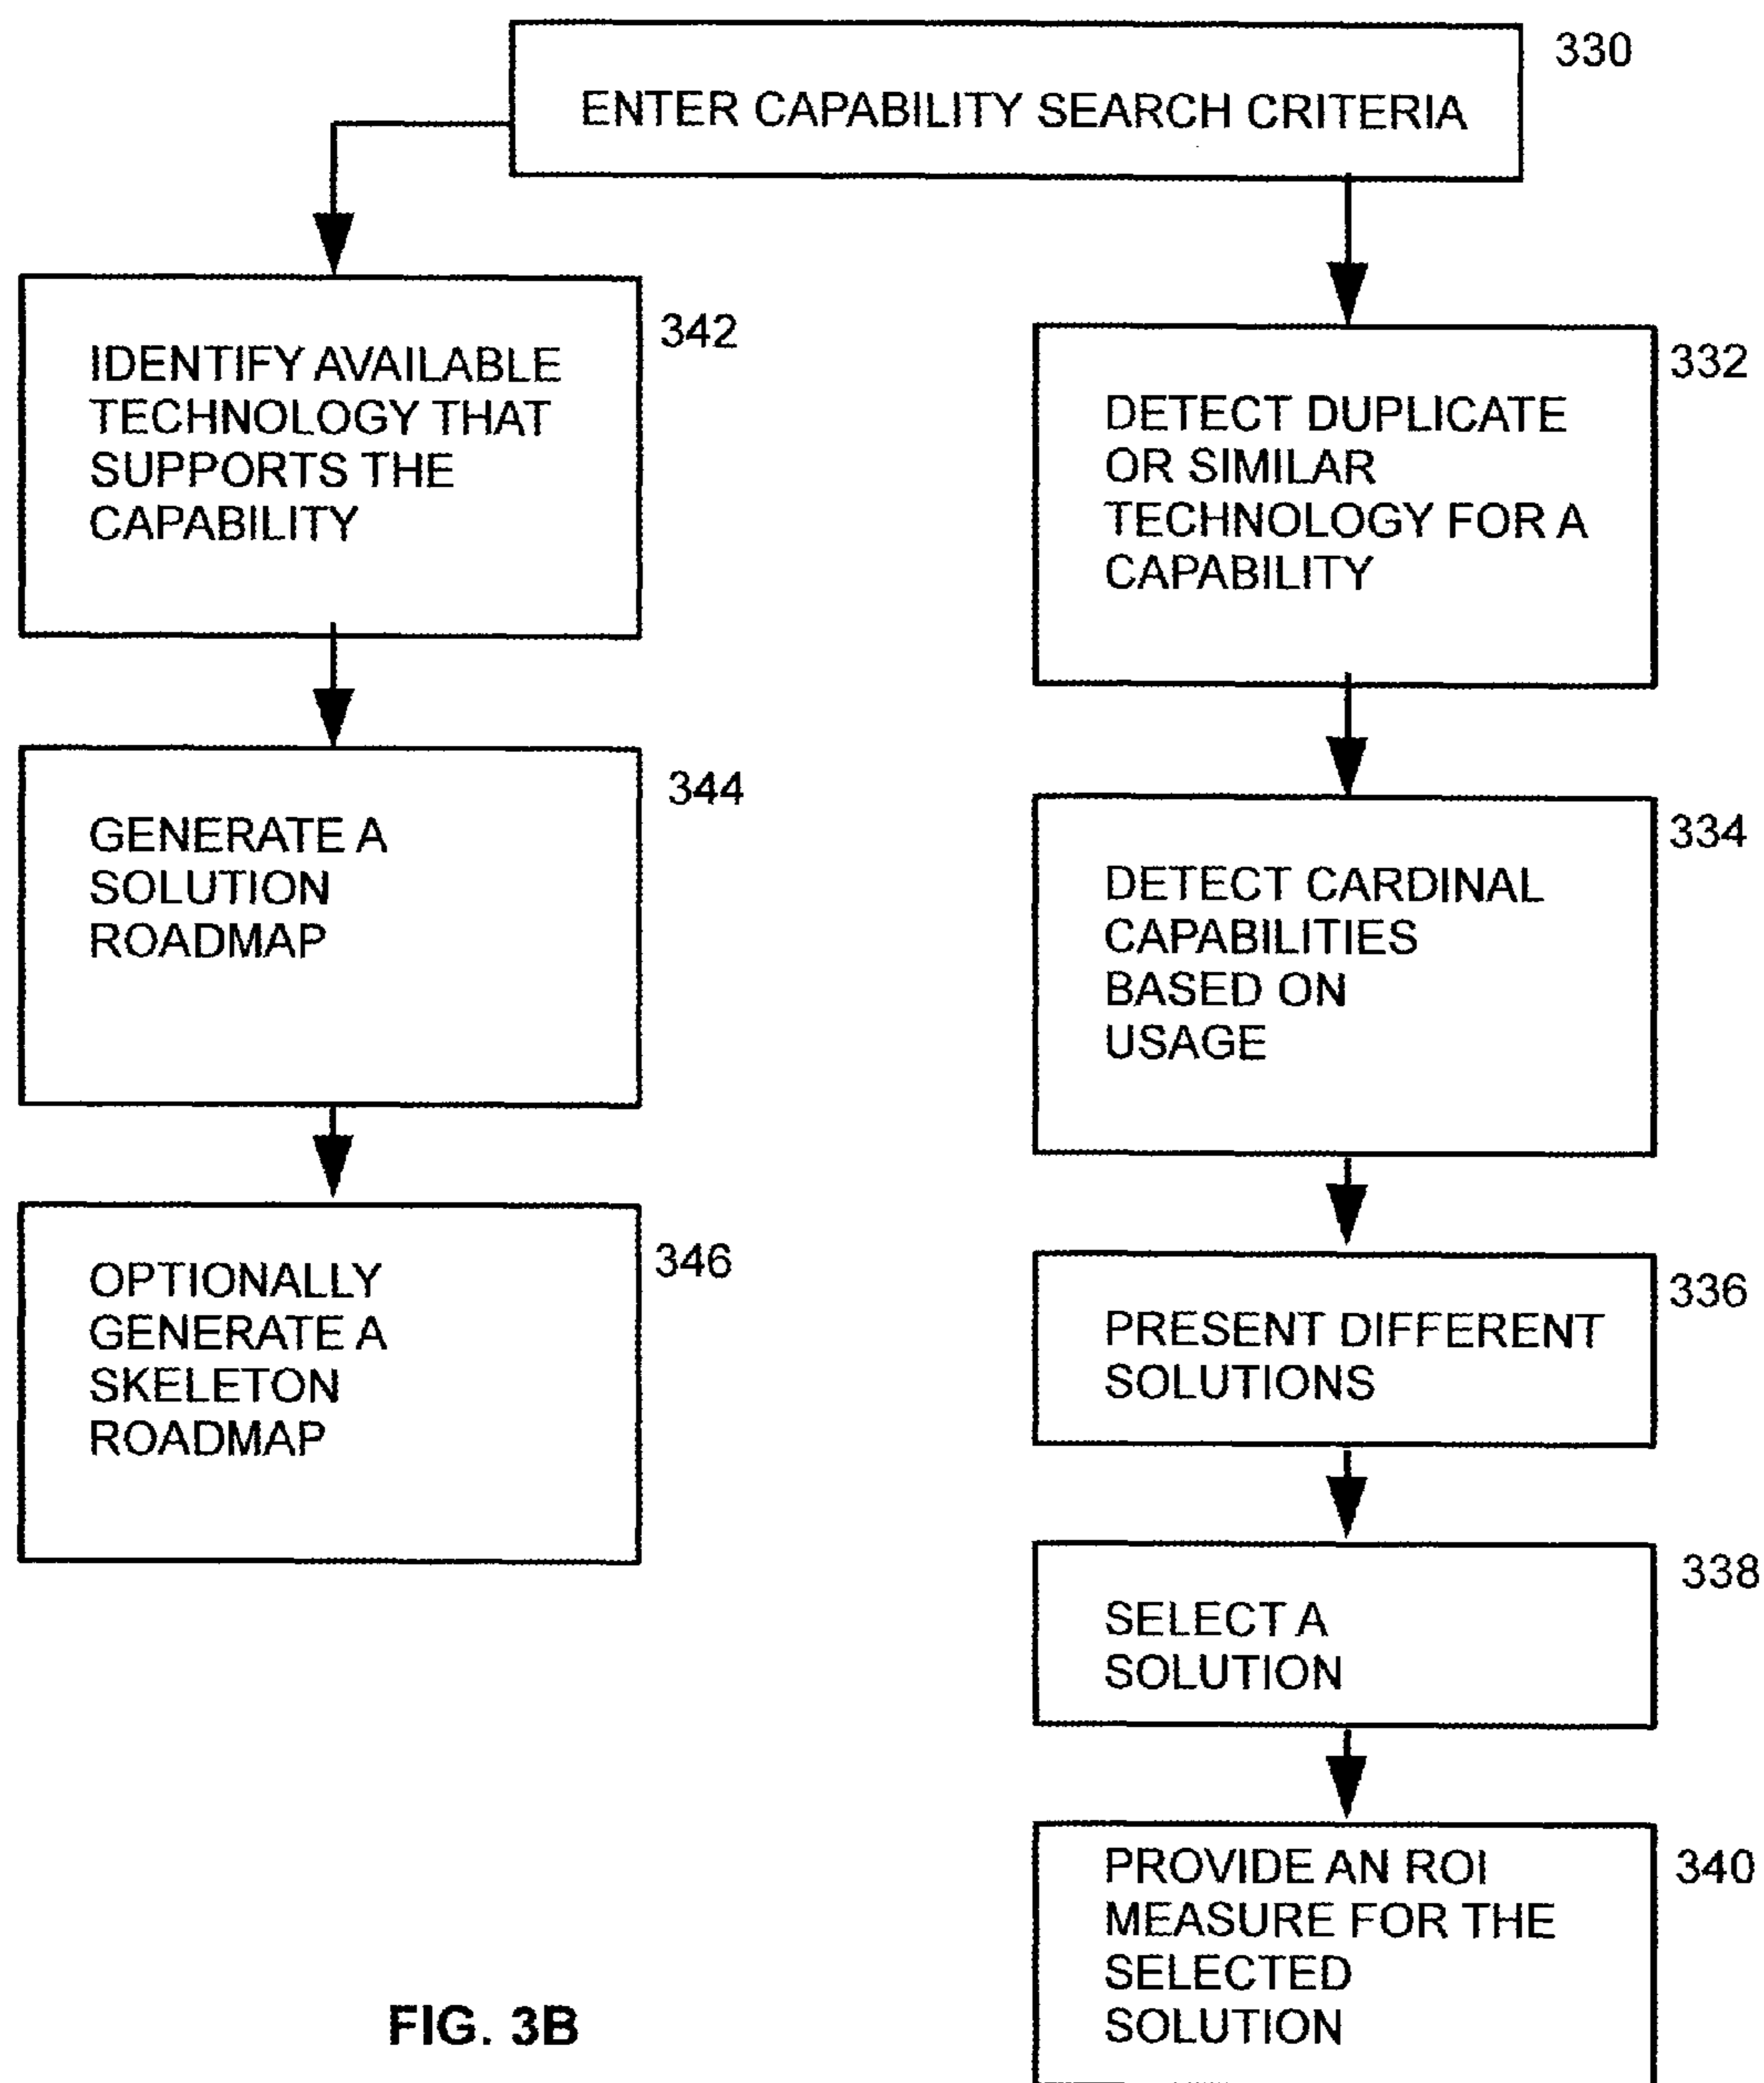 330
ENTER CAPABILITY SEARCH CRITERIA
342
IDENTIFY AVAILABLE
TECHNOLOGY THAT
SUPPORTS THE
CAPABILITY
344
GENERATE A
SOLUTION
ROADMAP
346
OPTIONALLY
GENERATE A
SKELETON
ROADMAP
332
DETECT DUPLICATE
OR SIMILAR
TECHNOLOGY FOR A
CAPABILITY
334
DETECT CARDINAL
CAPABILITIES
BASED ON
USAGE
336
PRESENT DIFFERENT
SOLUTIONS
338
SELECT A
SOLUTION
340
PROVIDE AN ROI
MEASURE FOR THE
SELECTED
SOLUTION
FIG. 3B